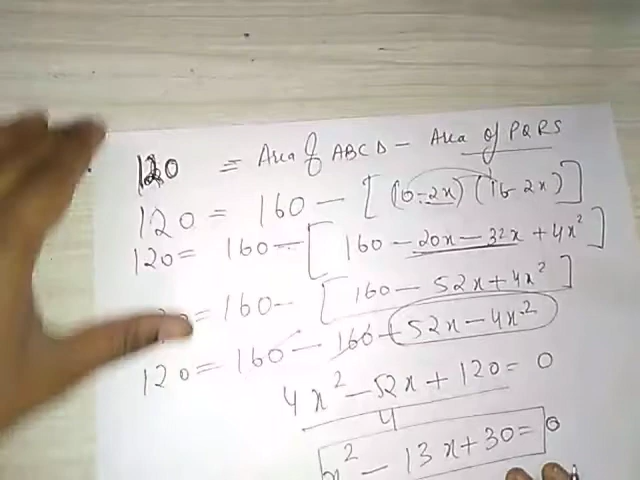 120 = Area of ABCD - Area of PQRS
120 = 160 - [(10-2x)(16-2x)]
120 = 160 - [160 - 20x - 32x + 4x²]
= 160 - [160 - 52x + 4x²]
120 = 160 - 160 + 52x - 4x²
4x² - 52x + 120 = 0
4
x² - 13x + 30 = 0